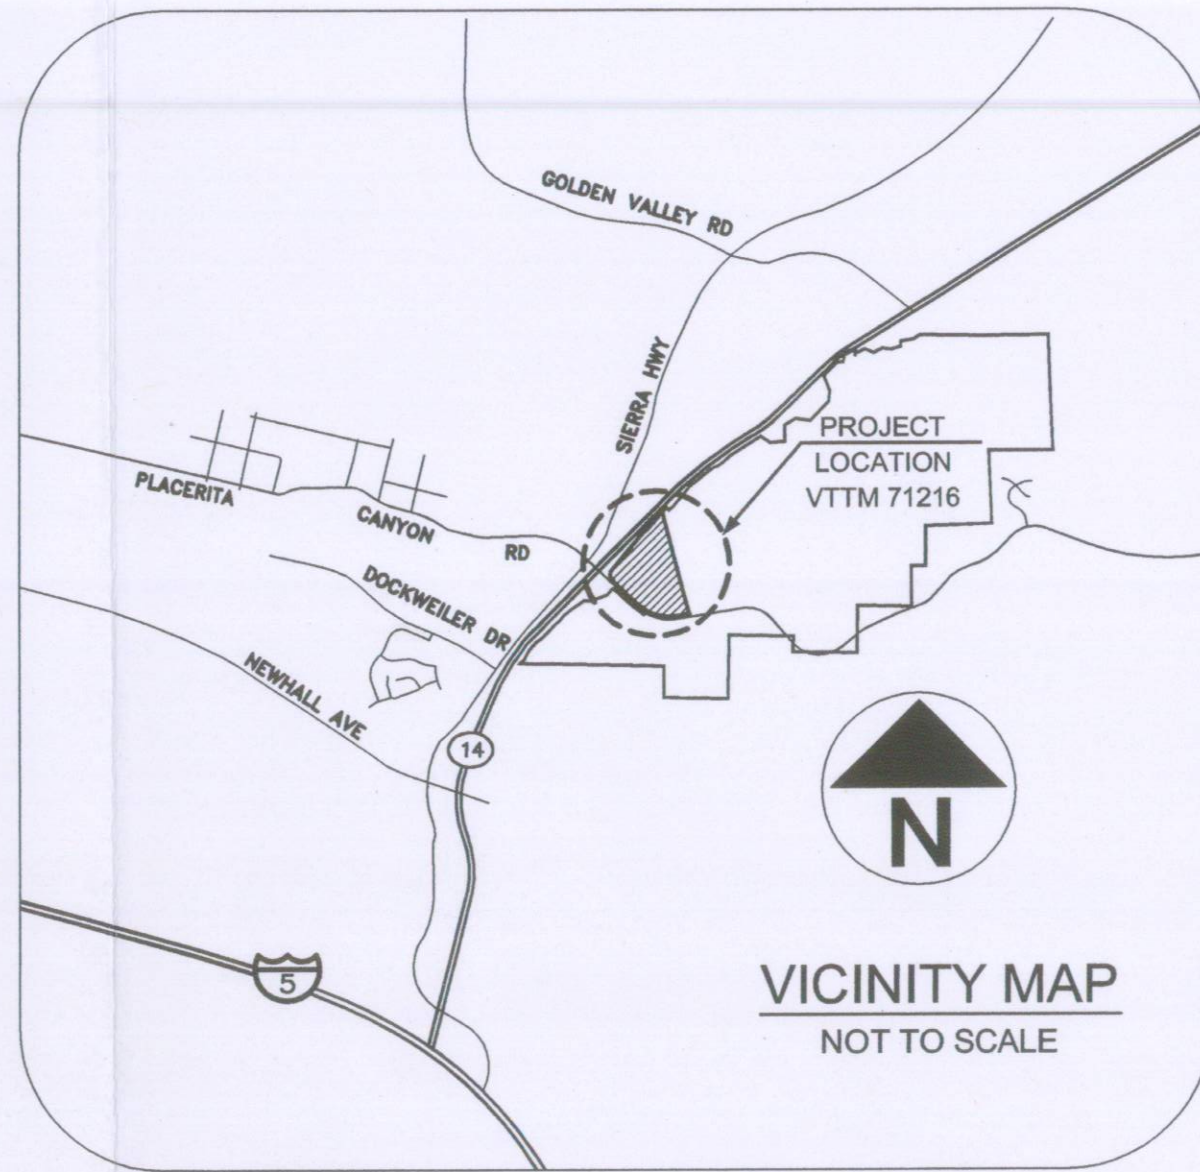 GOLDEN VALLEY RD
SIERRA HWY
PROJECT
LOCATION
VTTM 71216
PLACERITA
CANYON
RD
DOCKWEILER DR
NEWHALL AVE
14
N
5
VICINITY MAP
NOT TO SCALE